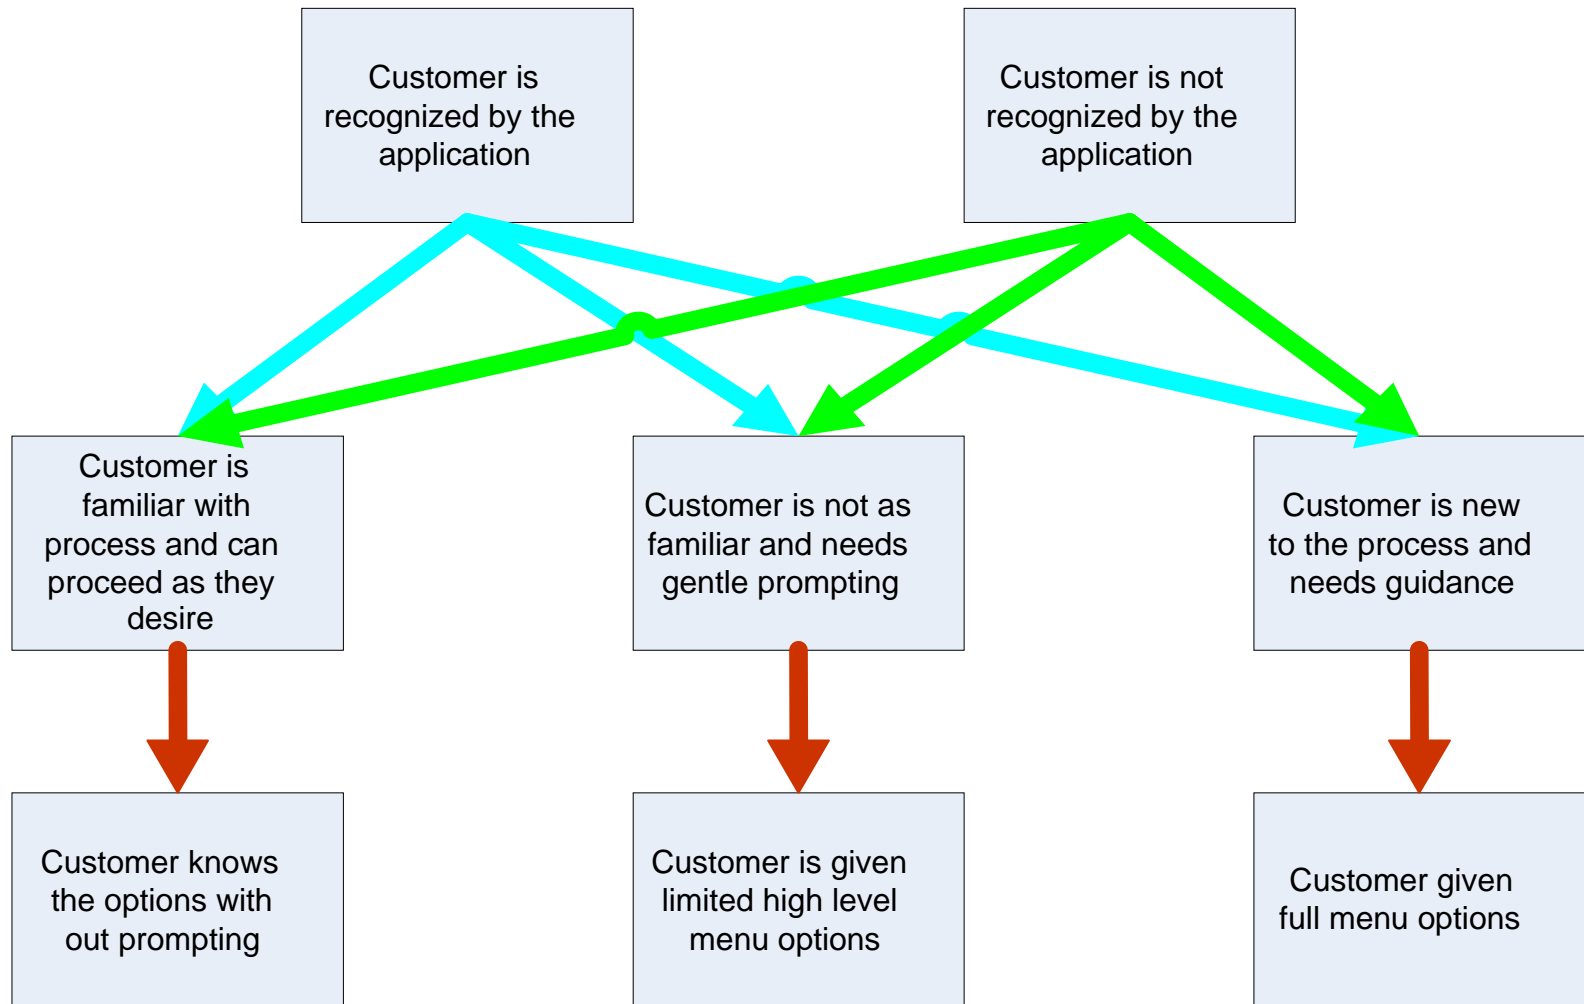 Customer is
recognized by the
application
Customer is not
recognized by the
application
Customer is
familiar with
process and can
proceed as they
desire
Customer is not as
familiar and needs
gentle prompting
Customer is new
to the process and
needs guidance
Customer knows
the options with
out prompting
Customer is given
limited high level
menu options
Customer given
full menu options